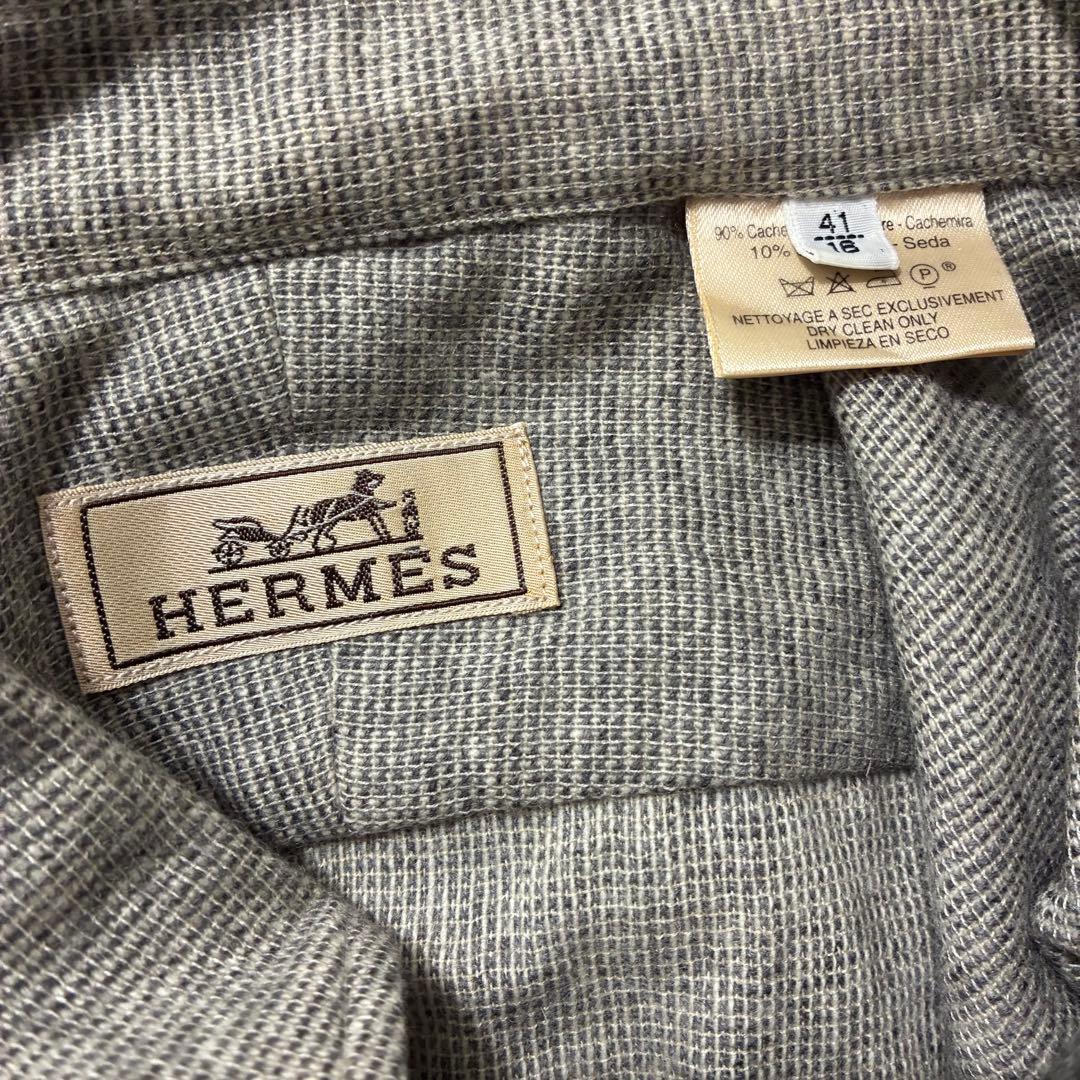 41
16
90% Cache re - Cachemira
10% - Seda
P ®
NETTOYAGE A SEC EXCLUSIVEMENT
DRY CLEAN ONLY
LIMPIEZA EN SECO
HERMÈS